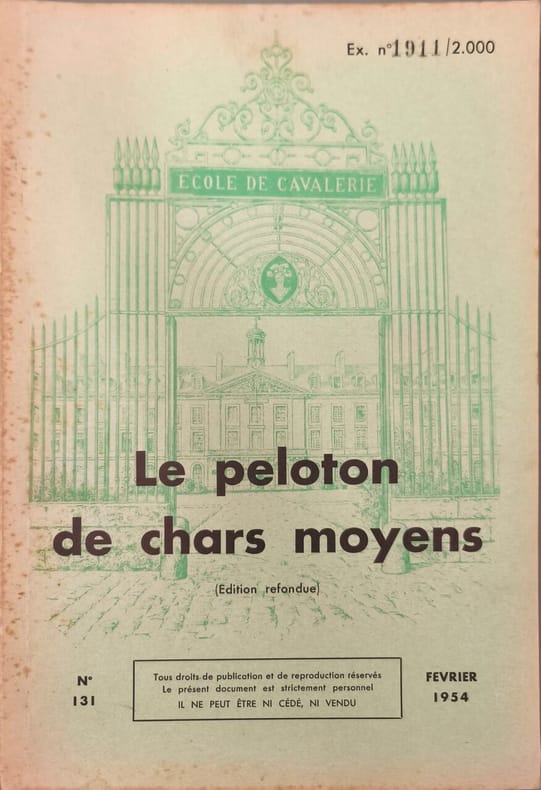 Ex. n° 1911/2.000
ECOLE DE CAVALERIE
Le peloton
de chars moyens
(Edition refondue)
N°
131
Tous droits de publication et de reproduction réservés
Le présent document est strictement personnel
IL NE PEUT ÊTRE NI CÉDÉ, NI VENDU
FEVRIER
1954